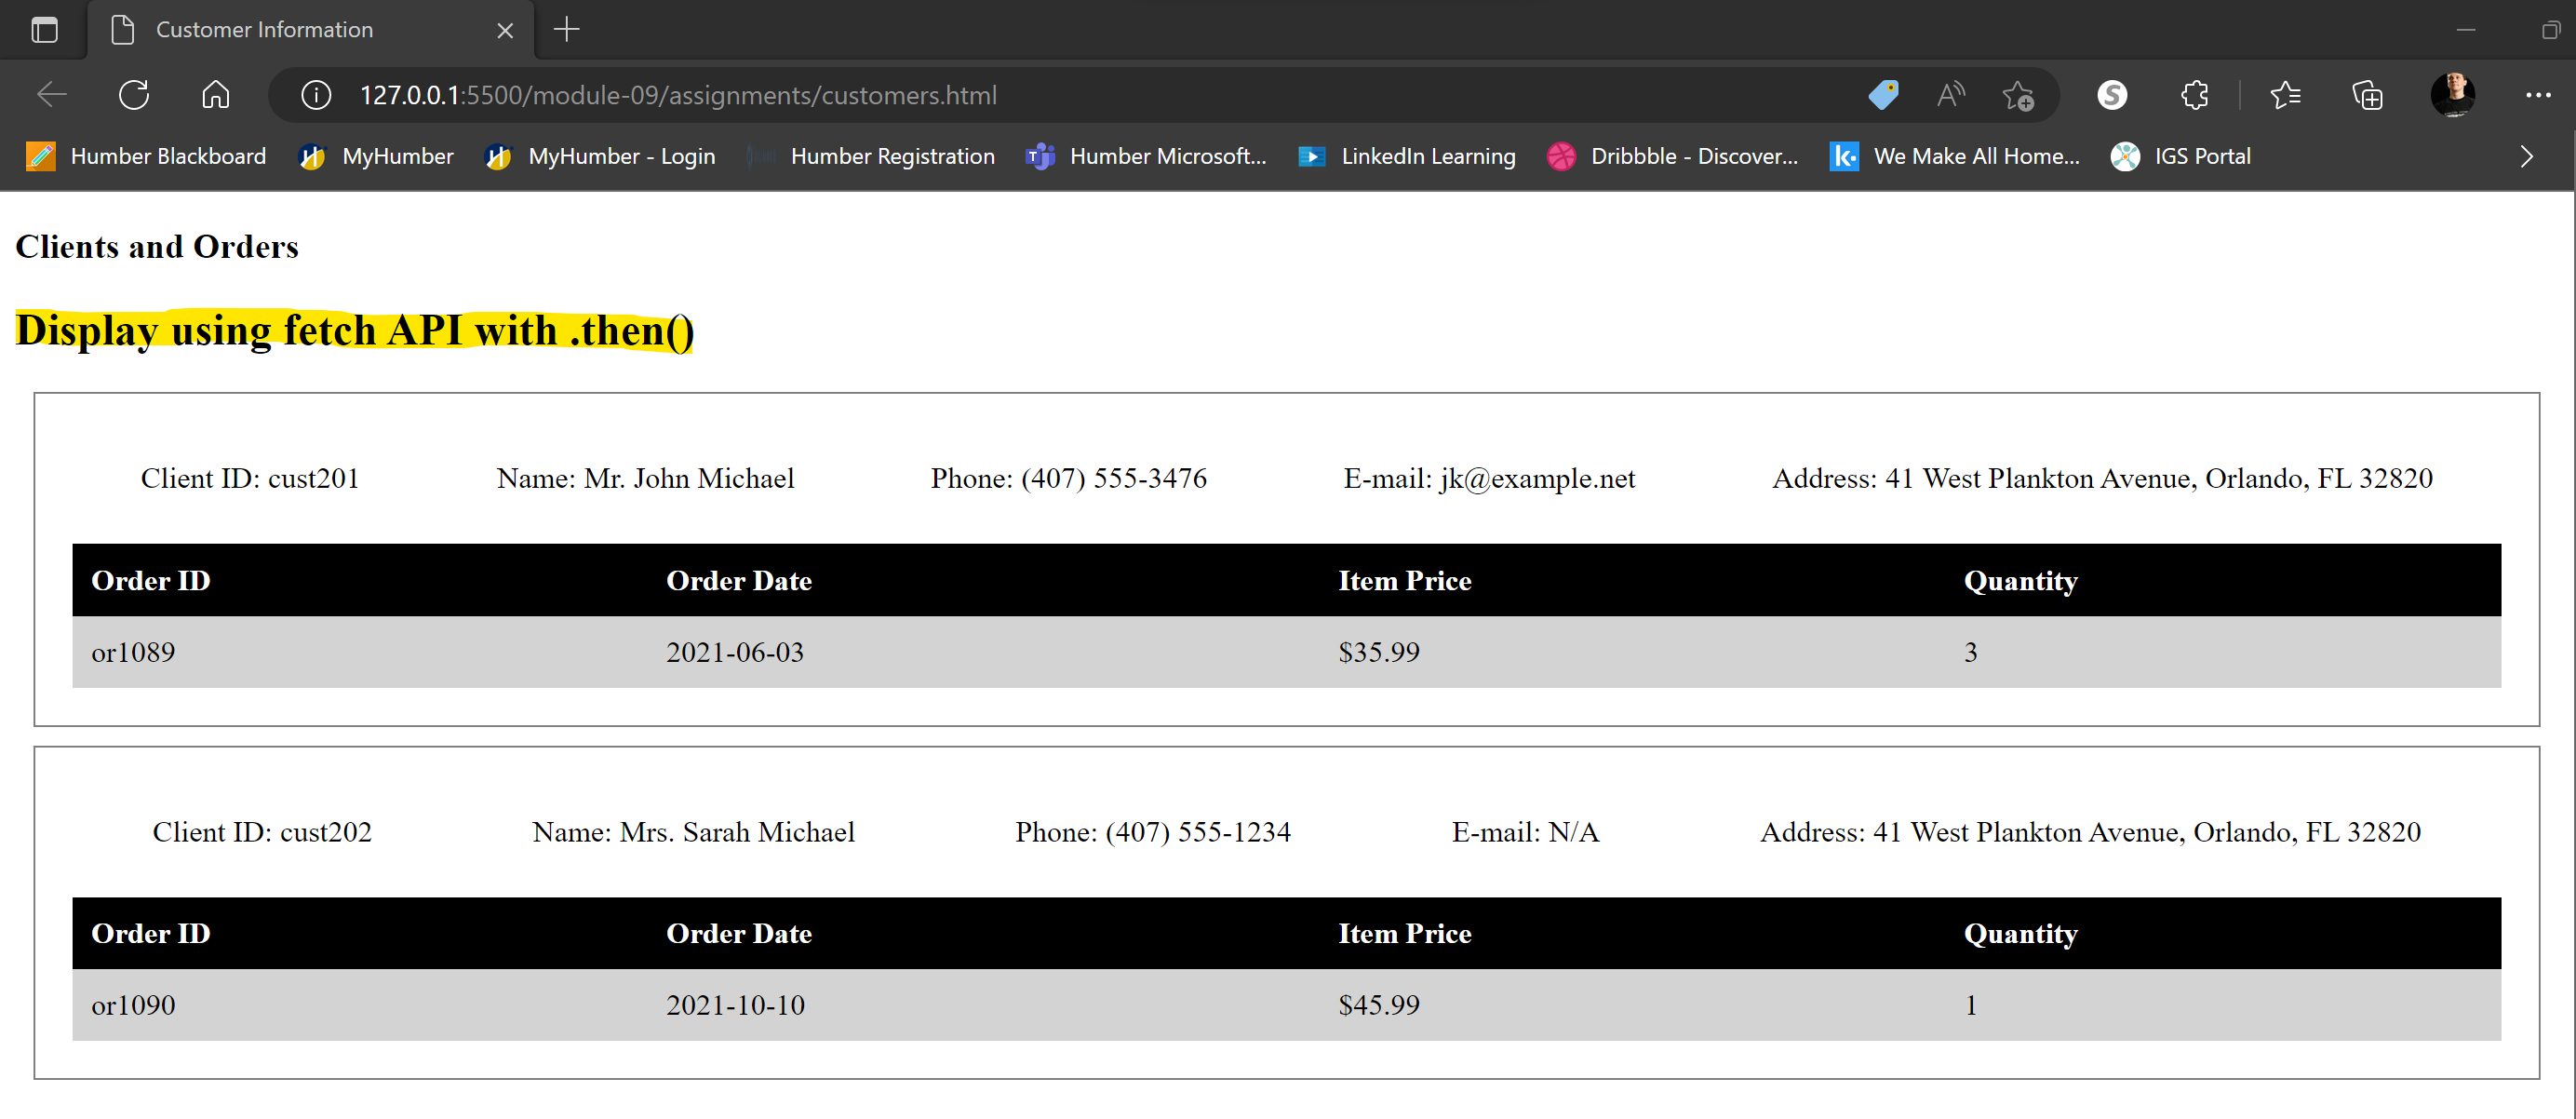 Customer Information
127.0.0.1:5500/module-09/assignments/customers.html
Humber Blackboard MyHumber MyHumber - Login Humber Registration Humber Microsoft... LinkedIn Learning Dribbble - Discover... We Make All Home... IGS Portal
Clients and Orders
Display using fetch API with .then()
Client ID: cust201 Name: Mr. John Michael Phone: (407) 555-3476 E-mail: jk@example.net Address: 41 West Plankton Avenue, Orlando, FL 32820
Order ID Order Date Item Price Quantity
or1089 2021-06-03 $35.99 3
Client ID: cust202 Name: Mrs. Sarah Michael Phone: (407) 555-1234 E-mail: N/A Address: 41 West Plankton Avenue, Orlando, FL 32820
Order ID Order Date Item Price Quantity
or1090 2021-10-10 $45.99 1